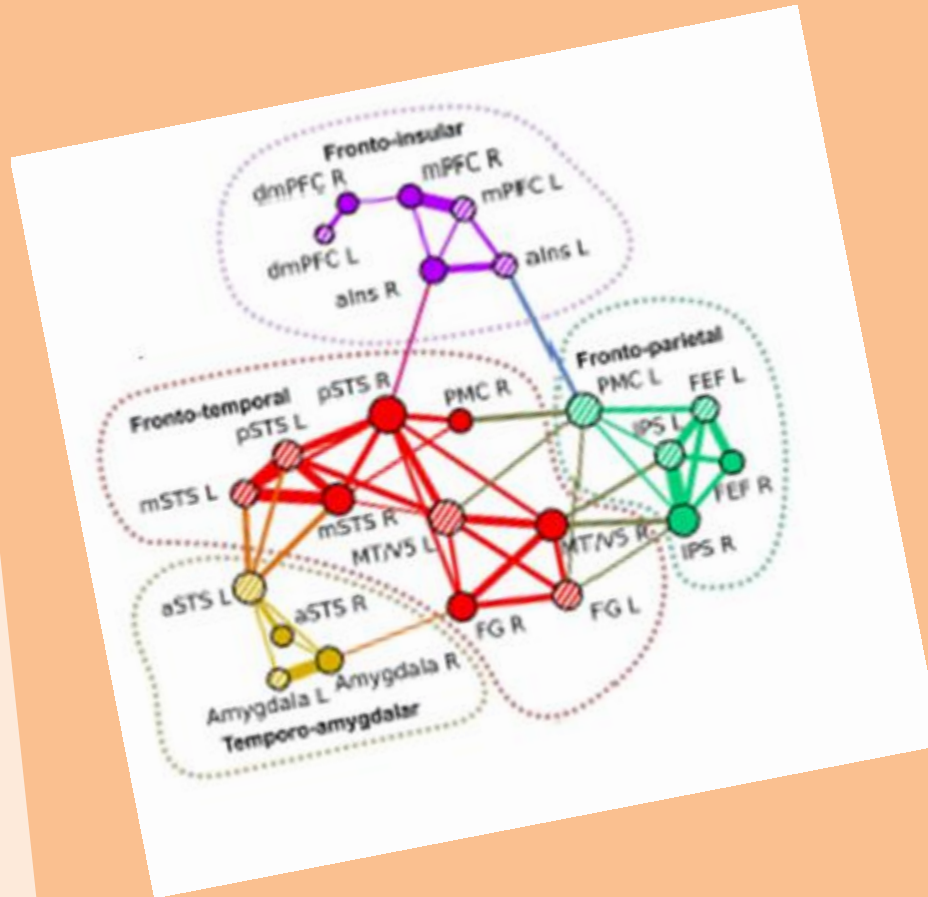 Fronto-insular
dmPFC R
mPFC R
mPFC L
dmPFC L
aIns L
aIns R
Fronto-parietal
PMC L
FEF L
Fronto-temporal
pSTS R
PMC R
pSTS L
IPS L
mSTS L
FEF R
mSTS R
MT/V5 L
MT/V5 R
IPS R
aSTS L
aSTS R
FG R
FG L
Amygdala R
Amygdala L
Temporo-amygdalar